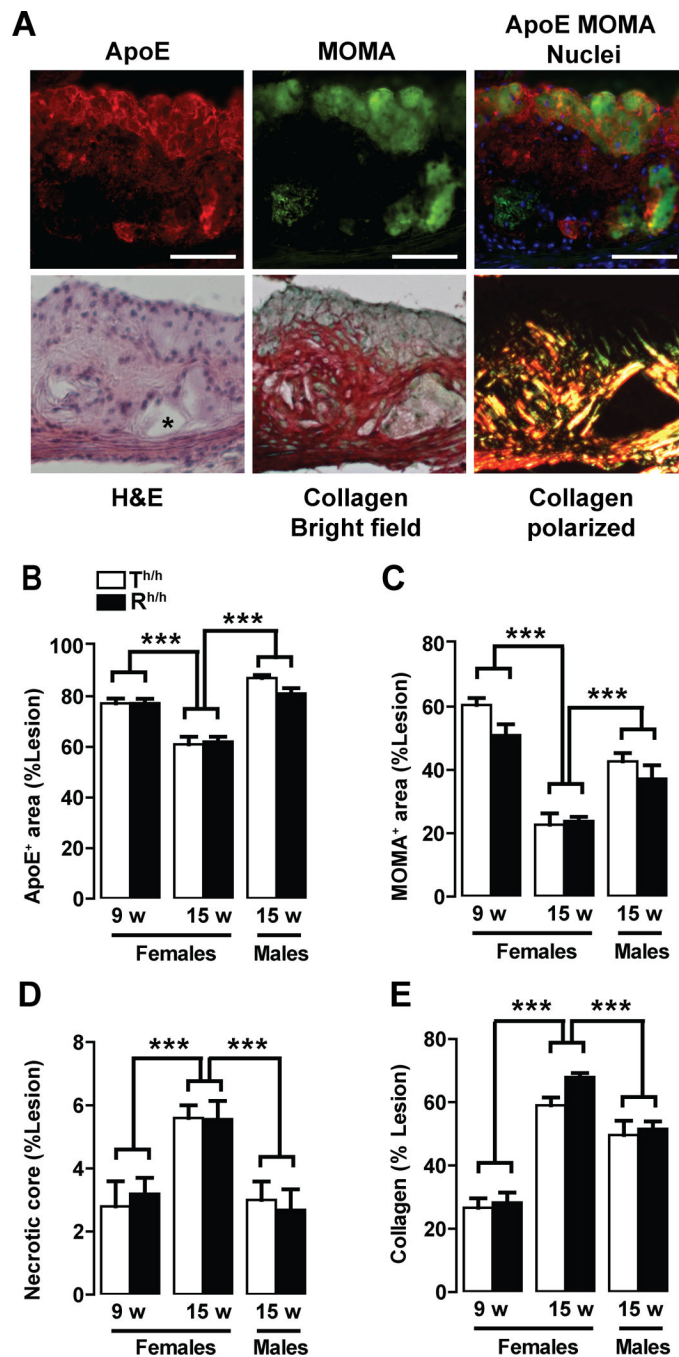 A
ApoE
MOMA
ApoE MOMA
Nuclei
*
H&E
Collagen
Bright field
Collagen
polarized
B
T^h/h
R^h/h
***
***
ApoE⁺ area (%Lesion)
100
80
60
40
20
0
9 w
15 w
15 w
Females
Males
C
***
***
MOMA⁺ area (%Lesion)
80
60
40
20
0
9 w
15 w
15 w
Females
Males
D
***
***
Necrotic core (%Lesion)
8
6
4
2
0
9 w
15 w
15 w
Females
Males
E
***
***
Collagen (% Lesion)
80
60
40
20
0
9 w
15 w
15 w
Females
Males